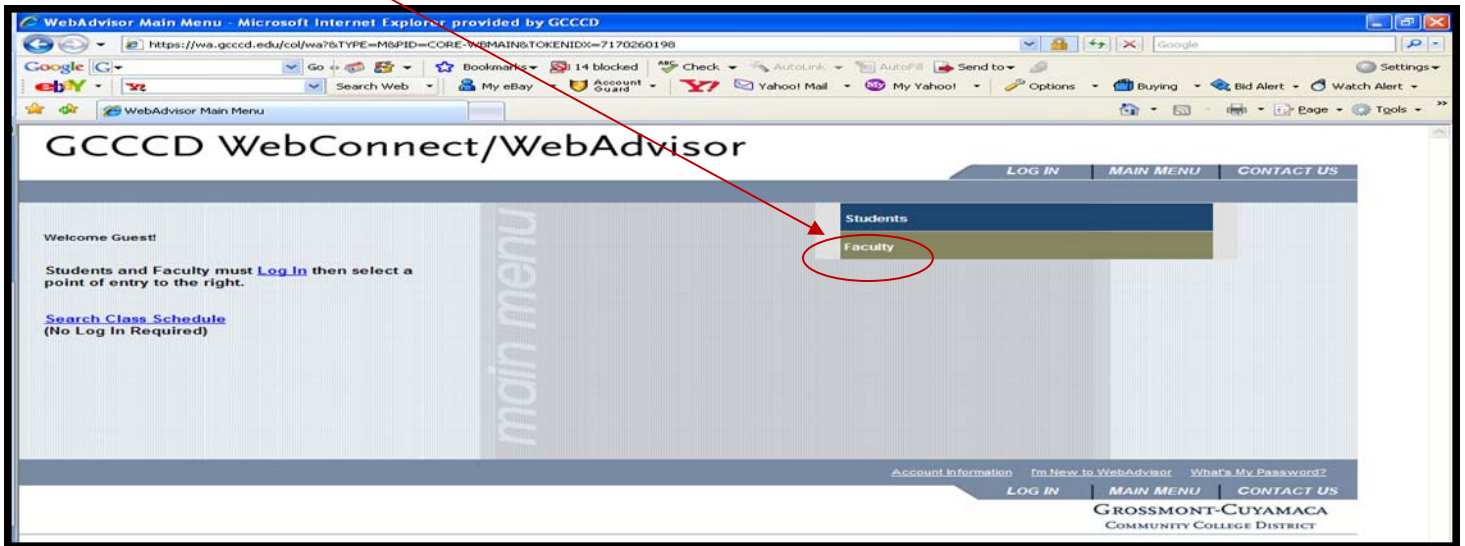 WebAdvisor Main Menu - Microsoft Internet Explorer provided by GCCCD
https://wa.gcccd.edu/col/wa?&TYPE=M&PID=CORE-WBMAIN&TOKENIDX=7170260198 Google
Google G Go Bookmarks 14 blocked ABC Check AutoLink AutoFill Send to Settings
ebY Y! Search Web My eBay Account Guard Y7 Yahoo! Mail My Yahoo! Options Buying Bid Alert Watch Alert
WebAdvisor Main Menu Page Tools »
GCCCD WebConnect/WebAdvisor
LOG IN MAIN MENU CONTACT US
Students
Welcome Guest!
Faculty
Students and Faculty must Log In then select a
point of entry to the right.
Search Class Schedule
(No Log In Required)
main menu
Account Information I'm New to WebAdvisor What's My Password?
LOG IN MAIN MENU CONTACT US
GROSSMONT-CUYAMACA
COMMUNITY COLLEGE DISTRICT